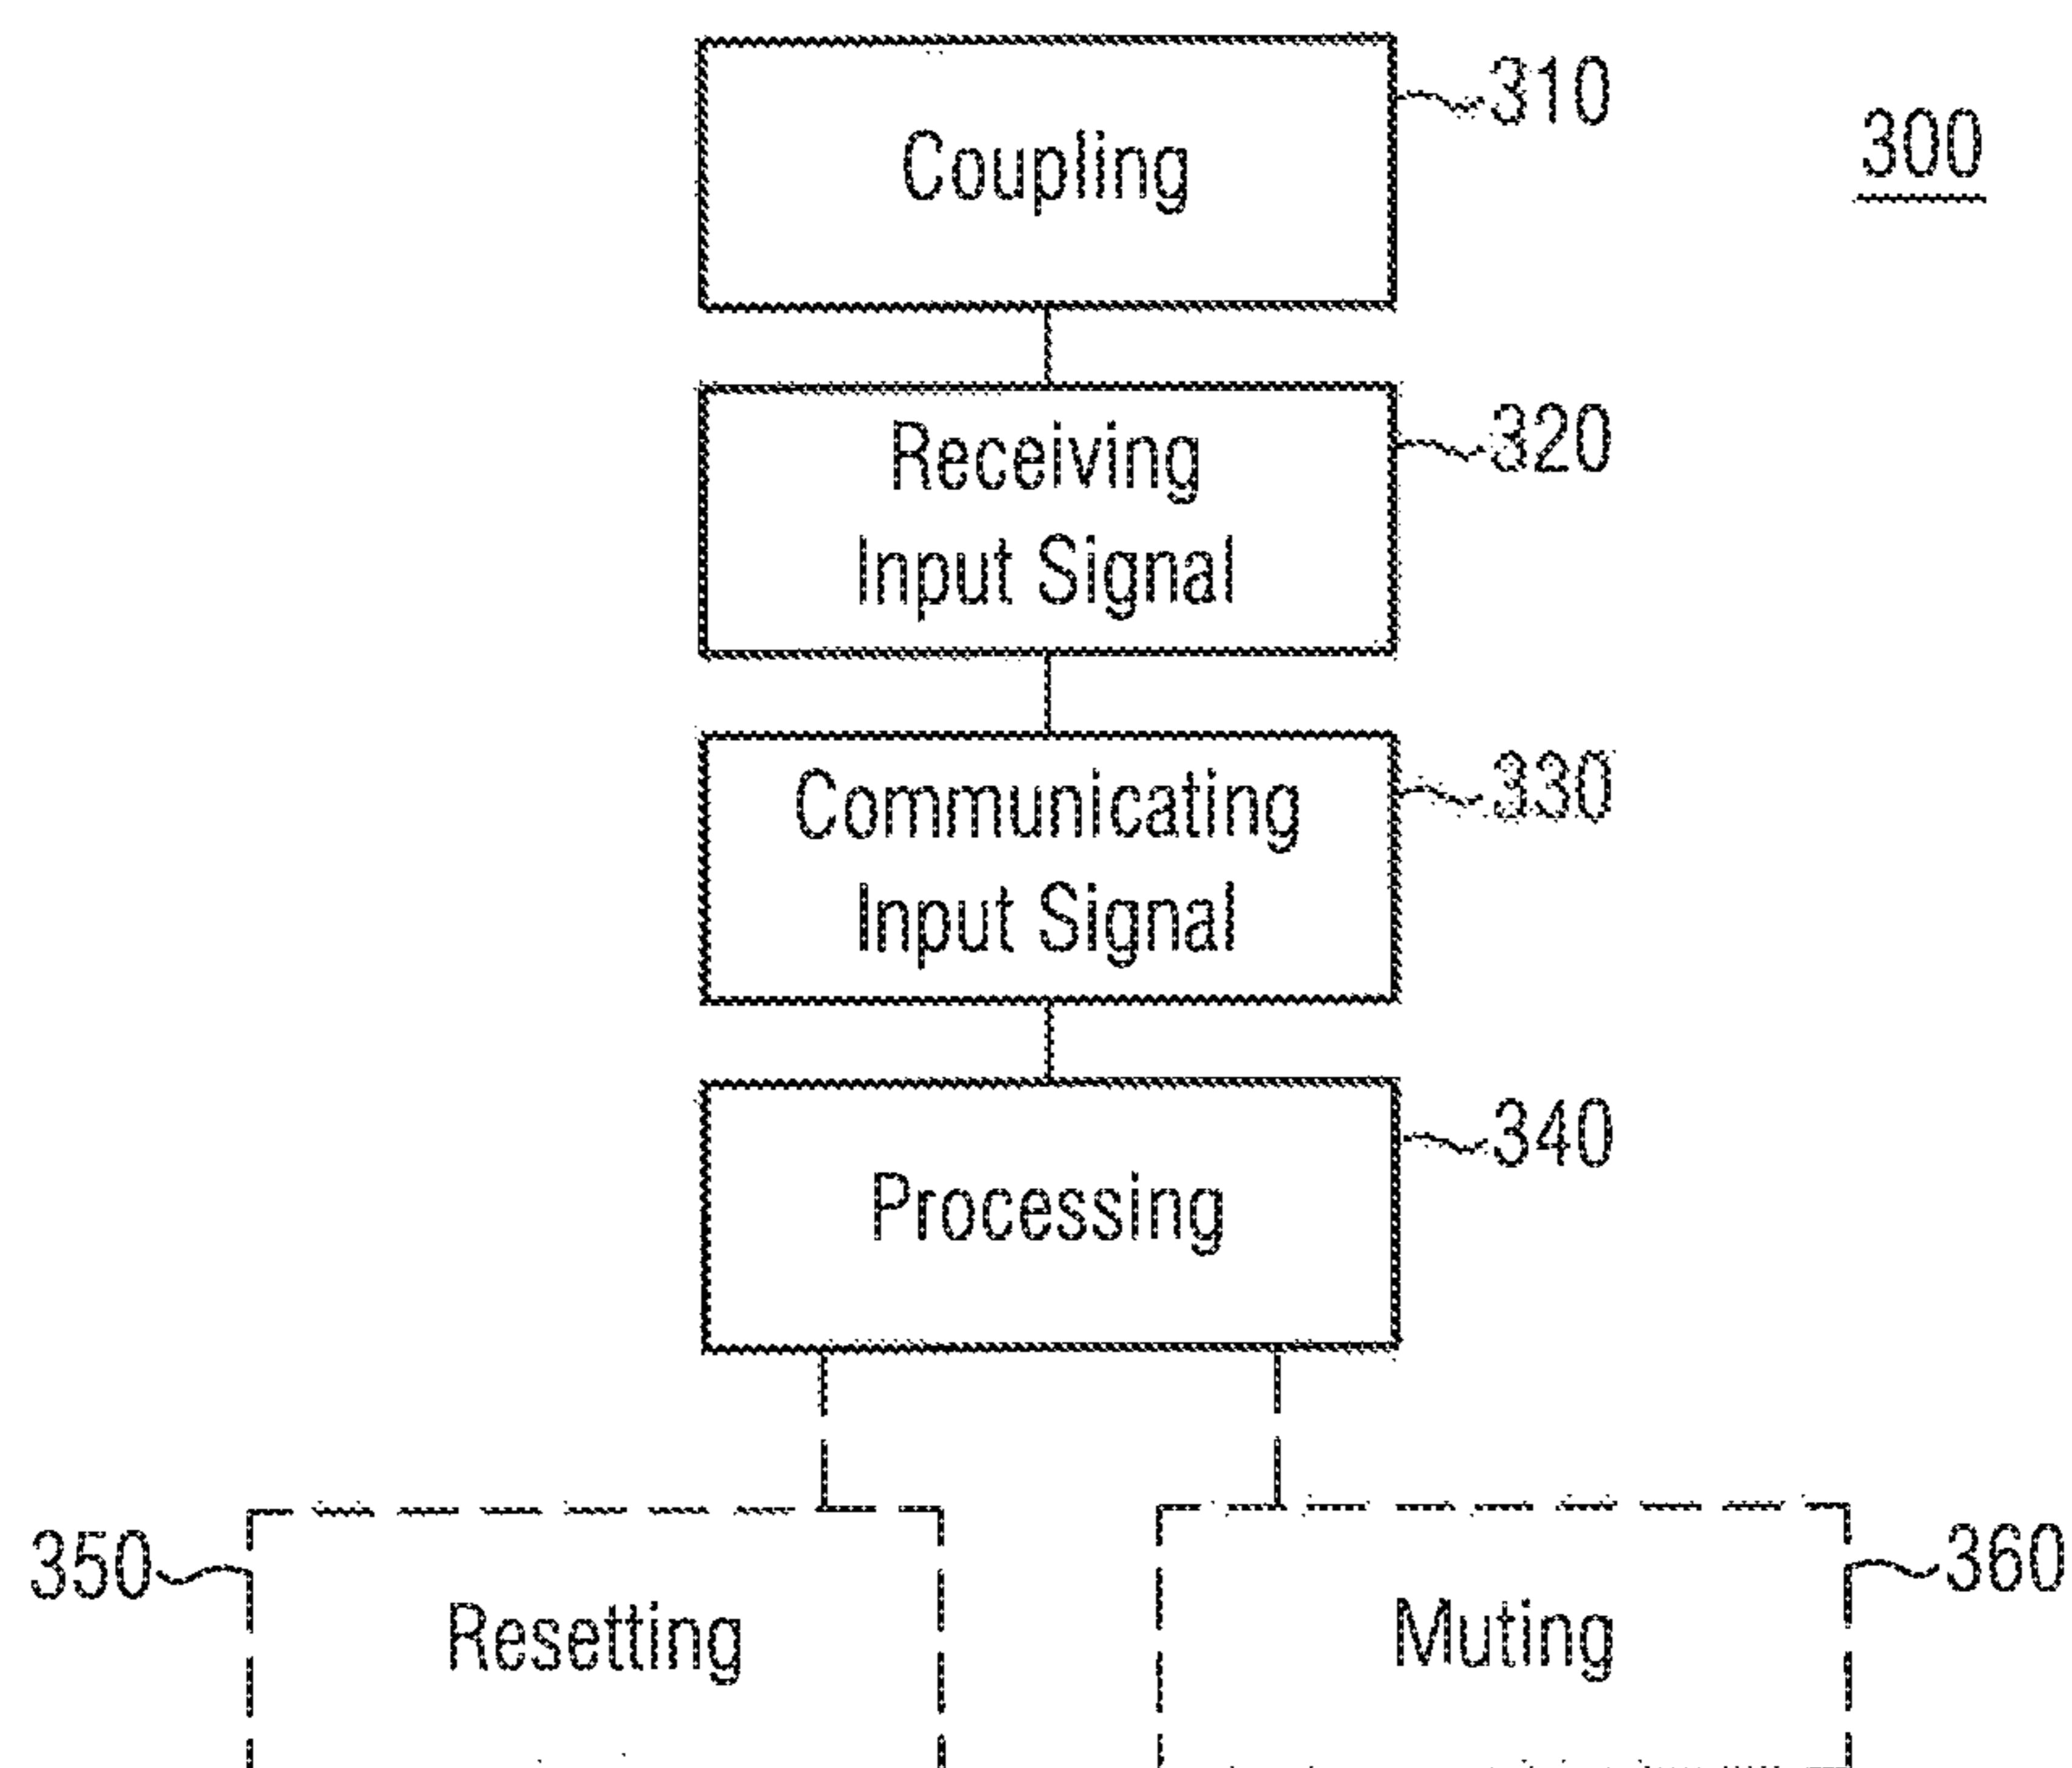 Coupling
310
300
Receiving
Input Signal
320
Communicating
Input Signal
330
Processing
340
350
Resetting
Muting
360